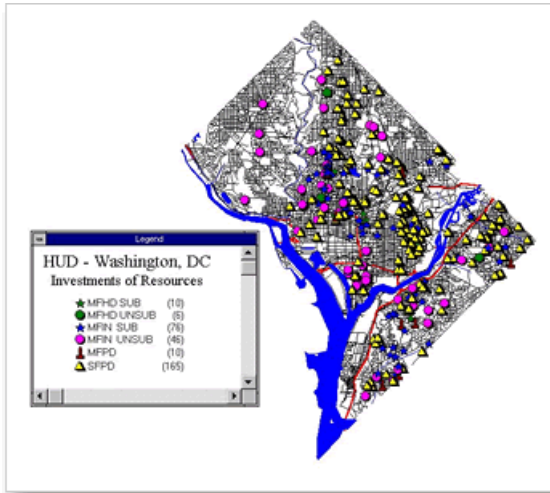 Legend
HUD - Washington, DC
Investments of Resources
MFHD SUB (10)
MFHD UNSUB (6)
MFIN SUB (76)
MFIN UNSUB (46)
MFPD (10)
SFPD (165)